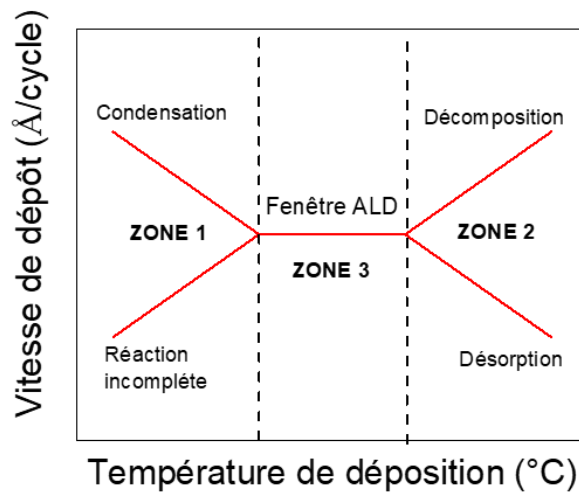 Vitesse de dépôt (Å/cycle)
Condensation
Décomposition
Fenêtre ALD
ZONE 1
ZONE 2
ZONE 3
Réaction
incompléte
Désorption
Température de déposition (°C)